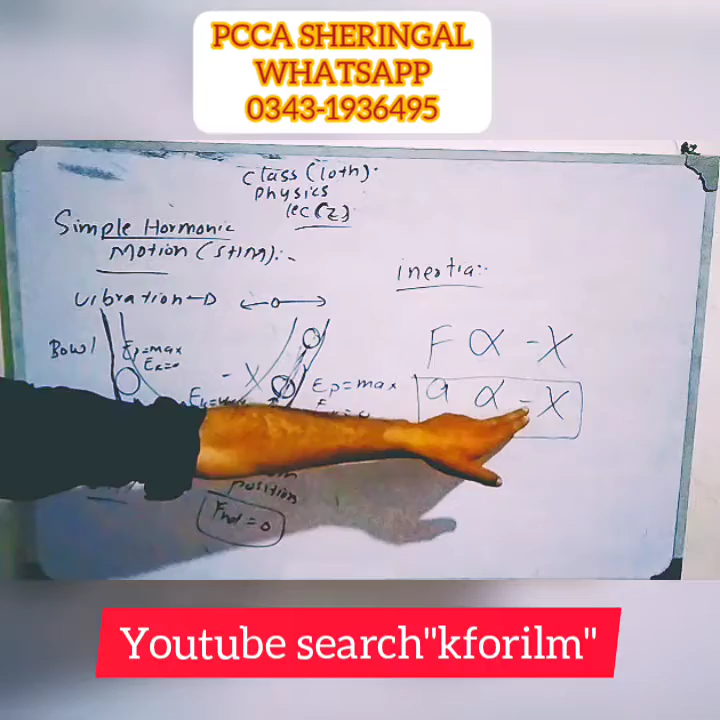 PCCA SHERINGAL
WHATSAPP
0343-1936495
Class (10th).
Physics
lec(2).
Simple Hormonic
Motion (SHM):-
inertia:-
Vibration
Bowl
Ep=max
Ek=0
- X
Ep=max
F α -X
a α -X
position
Fnet=0
Youtube search"kforilm"